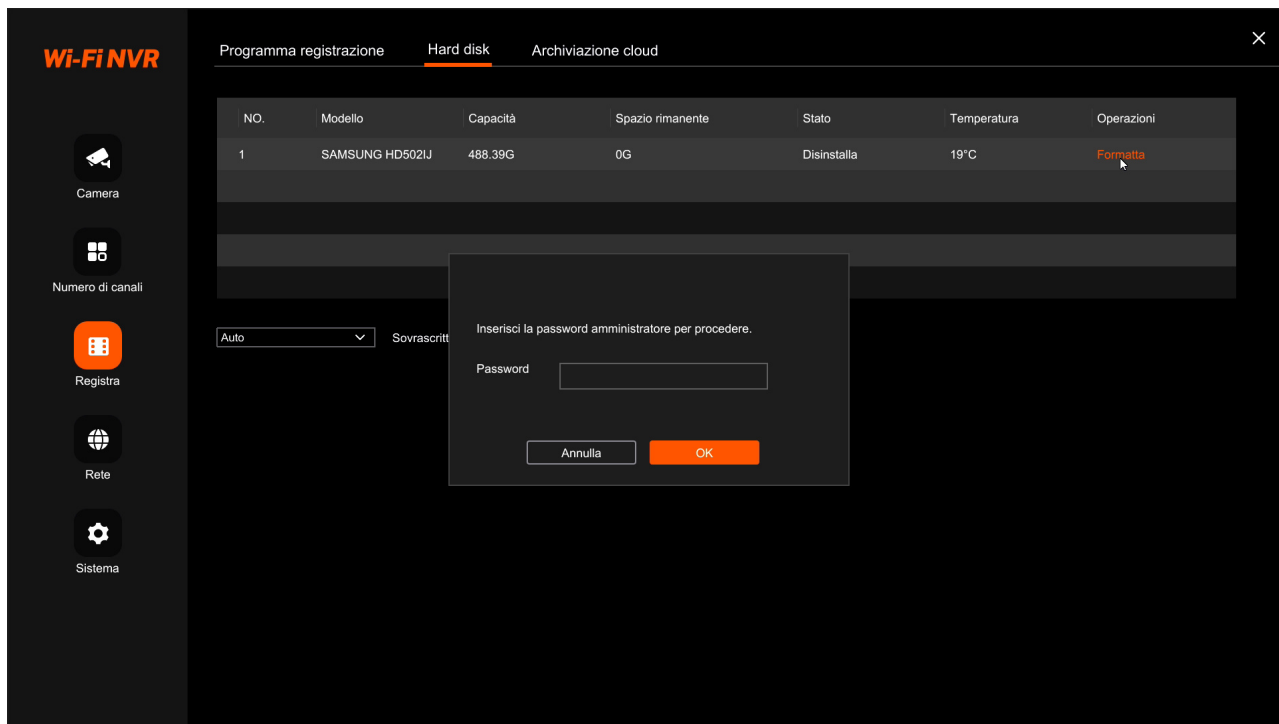 Wi-Fi NVR
Programma registrazione Hard disk Archiviazione cloud
NO. Modello Capacità Spazio rimanente Stato Temperatura Operazioni
1 SAMSUNG HD502IJ 488.39G 0G Disinstalla 19°C Formatta
Camera
Numero di canali
Registra
Rete
Sistema
Auto Sovrascritt
Inserisci la password amministratore per procedere.
Password
Annulla OK